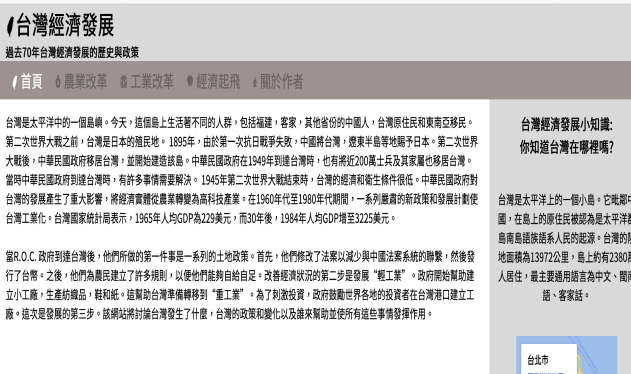 台灣經濟發展
過去70年台灣經濟發展的歷史與政策
首頁 農業改革 工業改革 經濟起飛 關於作者
台灣是太平洋中的一個島嶼。今天，這個島上生活著不同的人群，包括福建，客家，其他省份的中國人，台灣原住民和東南亞移民。
第二次世界大戰之前，台灣是日本的殖民地。 1895年，由於第一次抗日戰爭失敗，中國將台灣，遼東半島等地賜予日本。第二次世界
大戰後，中華民國政府移居台灣，並開始建造該島。中華民國政府在1949年到達台灣時，也有將近200萬士兵及其家屬也移居台灣。
當時中華民國政府到達台灣時，有許多事情需要解決。 1945年第二次世界大戰結束時，台灣的經濟和衛生條件很低。中華民國政府對
台灣的發展產生了重大影響，將經濟實體從農業轉變為高科技產業。在1960年代至1980年代期間，一系列嚴肅的新政策和發展計劃使
台灣工業化。台灣國家統計局表示，1965年人均GDP為229美元，而30年後，1984年人均GDP增至3225美元。
當R.O.C. 政府到達台灣後，他們所做的第一件事是一系列的土地政策。首先，他們修改了法案以減少與中國法案系統的聯繫，然後發
行了台幣。之後，他們為農民建立了許多規則，以便他們能夠自給自足。改善經濟狀況的第二步是發展“輕工業”。政府開始幫助建
立小工廠，生產紡織品，鞋和紙。這幫助台灣準備轉移到“重工業”。為了刺激投資，政府鼓勵世界各地的投資者在台灣港口建立工
廠。這次是發展的第三步。該網站將討論台灣發生了什麼，台灣的政策和變化以及誰來幫助並使所有這些事情發揮作用。
台灣經濟發展小知識:
你知道台灣在哪裡嗎?
台灣是太平洋上的一個小島。它毗鄰中
國，在島上的原住民被認為是太平洋群
島南島語族語系人民的起源。台灣的陸
地面積為13972公里，島上約有2380萬
人居住，最主要通用語言為中文、閩南
語、客家話。
台北市